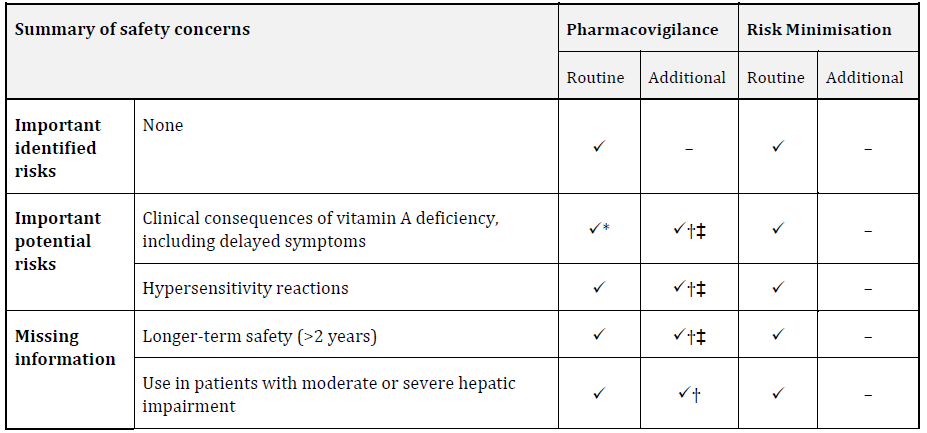 Summary of safety concerns Pharmacovigilance Risk Minimisation
Routine Additional Routine Additional
Important identified risks None ✓ – ✓ –
Important potential risks Clinical consequences of vitamin A deficiency, including delayed symptoms ✓* ✓†‡ ✓ –
Hypersensitivity reactions ✓ ✓†‡ ✓ –
Missing information Longer-term safety (>2 years) ✓ ✓†‡ ✓ –
Use in patients with moderate or severe hepatic impairment ✓ ✓† ✓ –